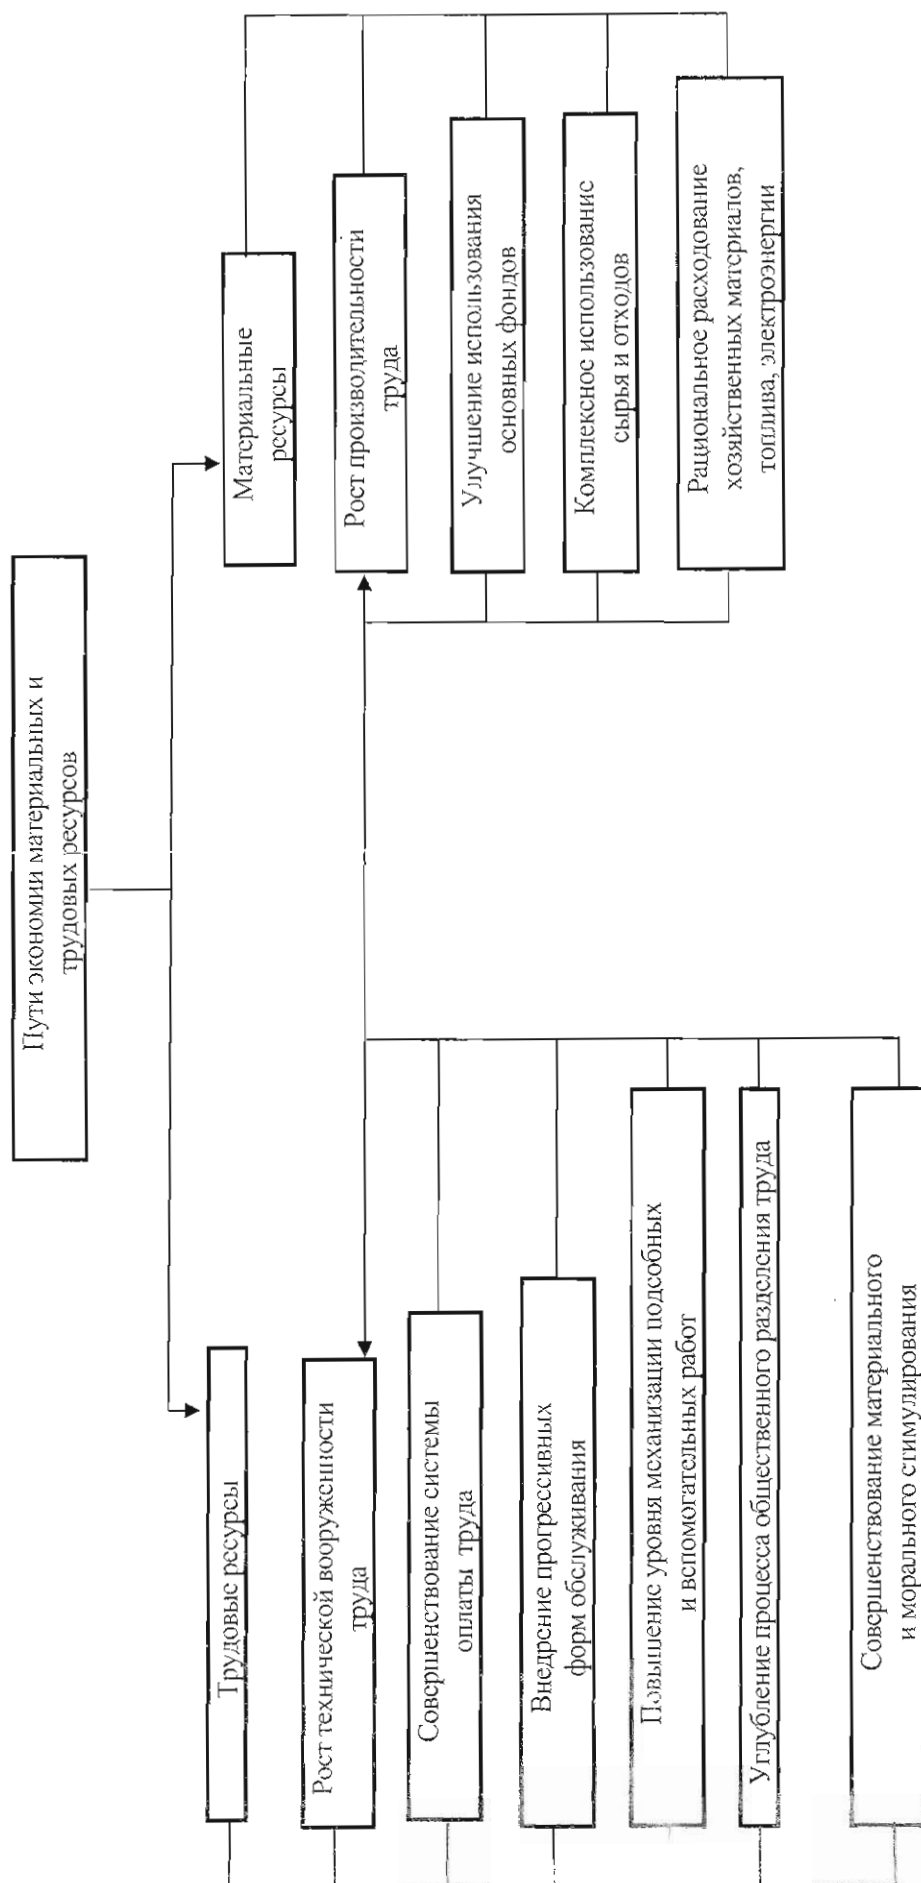 Пути экономии материальных и
трудовых ресурсов
Трудовые ресурсы
Рост технической вооруженности
труда
Совершенствование системы
оплаты труда
Внедрение прогрессивных
форм обслуживания
Повышение уровня механизации подсобных
и вспомогательных работ
Углубление процесса общественного разделения труда
Совершенствование материального
и морального стимулирования
Материальные
ресурсы
Рост производительности
труда
Улучшение использования
основных фондов
Комплексное использование
сырья и отходов
Рациональное расходование
хозяйственных материалов,
топлива, электроэнергии